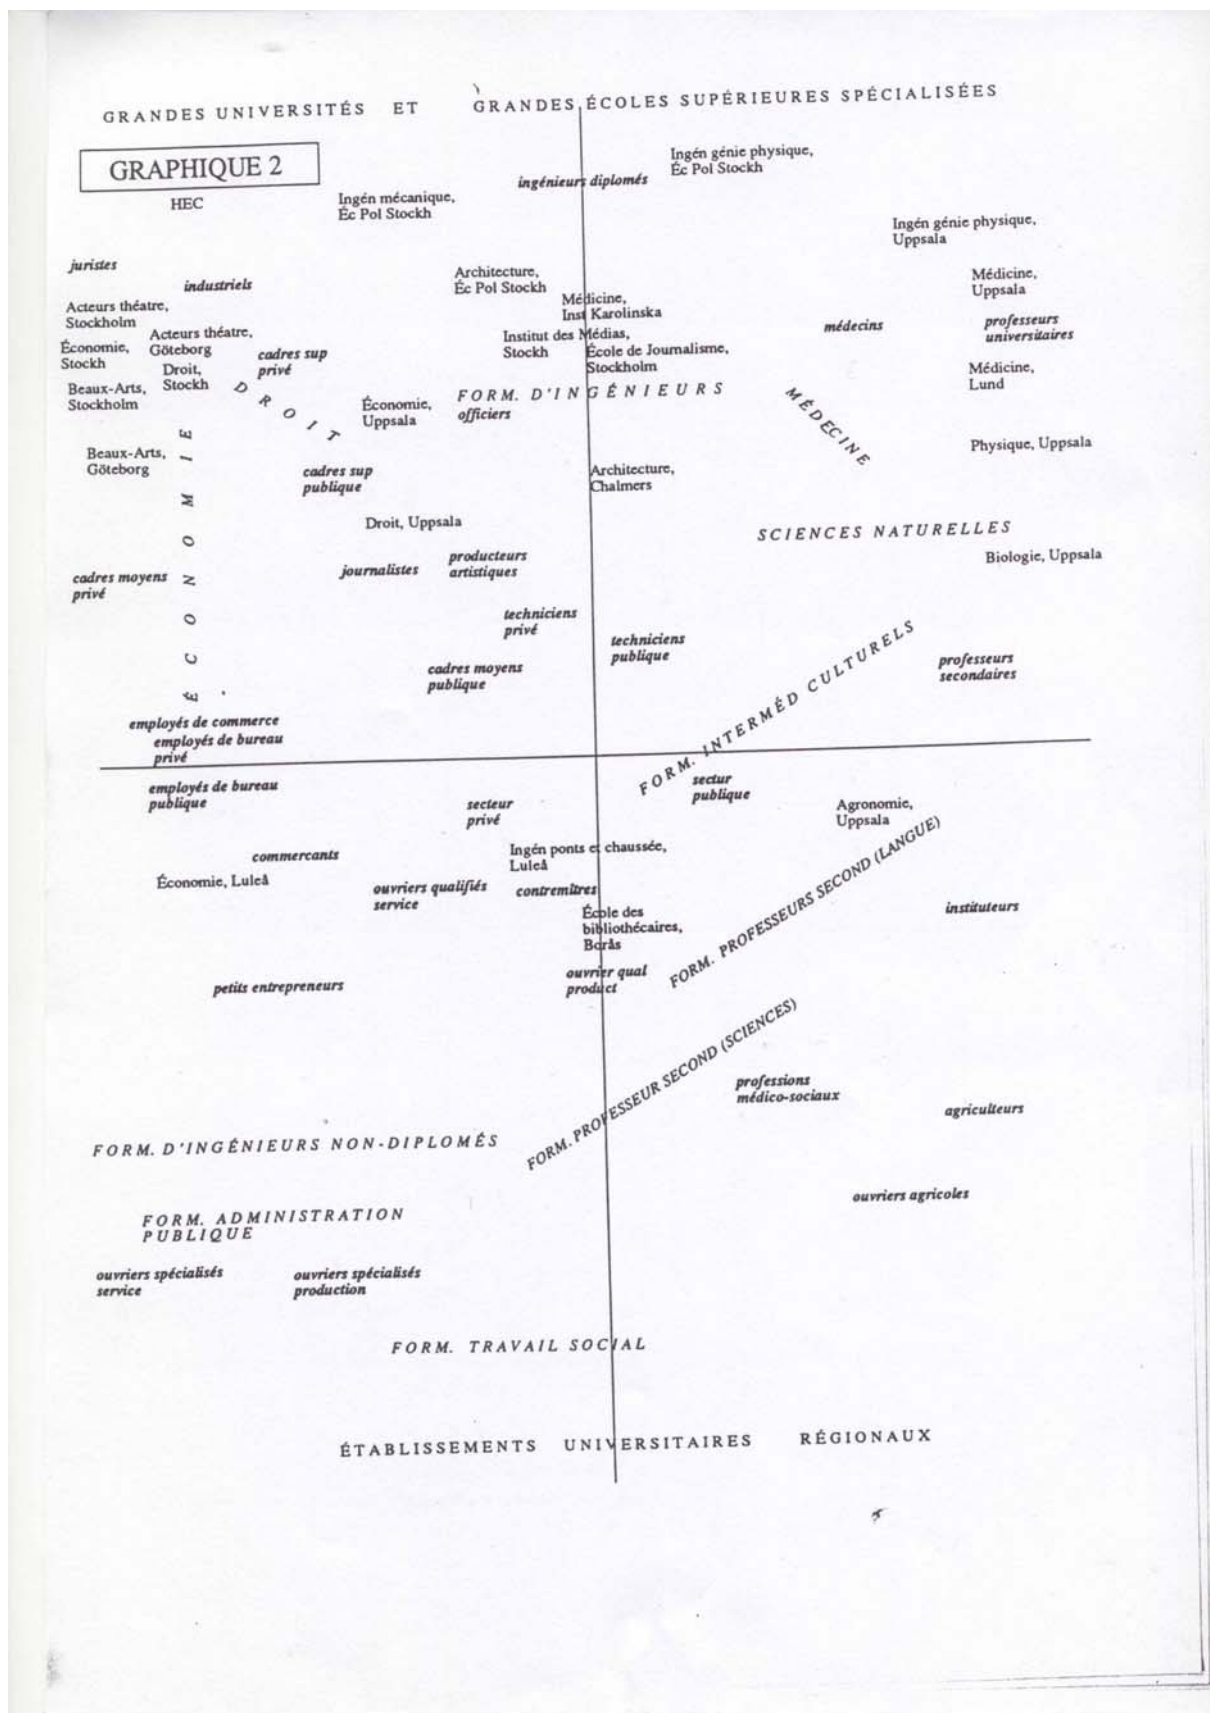 GRANDES UNIVERSITÉS ET GRANDES ÉCOLES SUPÉRIEURES SPÉCIALISÉES
GRAPHIQUE 2
HEC
Ingén mécanique,
Éc Pol Stockh
ingénieurs diplomés
Ingén génie physique,
Éc Pol Stockh
Ingén génie physique,
Uppsala
juristes
industriels
Architecture,
Éc Pol Stockh
Médicine,
Inst Karolinska
Médicine,
Uppsala
Acteurs théatre,
Stockholm
Acteurs théatre,
Göteborg
Économie,
Stockh
Droit,
Stockh
cadres sup
privé
Institut des Médias,
Stockh
École de Journalisme,
Stockholm
médecins
professeurs
universitaires
Médicine,
Lund
Beaux-Arts,
Stockholm
DROIT
Économie,
Uppsala
FORM. D'INGÉNIEURS
officiers
MÉDECINE
Beaux-Arts,
Göteborg
ÉCONOMIE
cadres sup
publique
Architecture,
Chalmers
Physique, Uppsala
Droit, Uppsala
SCIENCES NATURELLES
Biologie, Uppsala
cadres moyens
privé
journalistes
producteurs
artistiques
techniciens
privé
techniciens
publique
cadres moyens
publique
FORM. INTERMÉD CULTURELS
professeurs
secondaires
employés de commerce
employés de bureau
privé
employés de bureau
publique
secteur
privé
sectur
publique
Agronomie,
Uppsala
commercants
Ingén ponts et chaussée,
Luleå
Économie, Luleå
ouvriers qualifiés
service
contremîtres
École des
bibliothécaires,
Borås
FORM. PROFESSEURS SECOND (LANGUE)
instituteurs
petits entrepreneurs
ouvrier qual
product
FORM. PROFESSEUR SECOND (SCIENCES)
professions
médico-sociaux
agriculteurs
FORM. D'INGÉNIEURS NON-DIPLOMÉS
ouvriers agricoles
FORM. ADMINISTRATION
PUBLIQUE
ouvriers spécialisés
service
ouvriers spécialisés
production
FORM. TRAVAIL SOCIAL
ÉTABLISSEMENTS UNIVERSITAIRES RÉGIONAUX